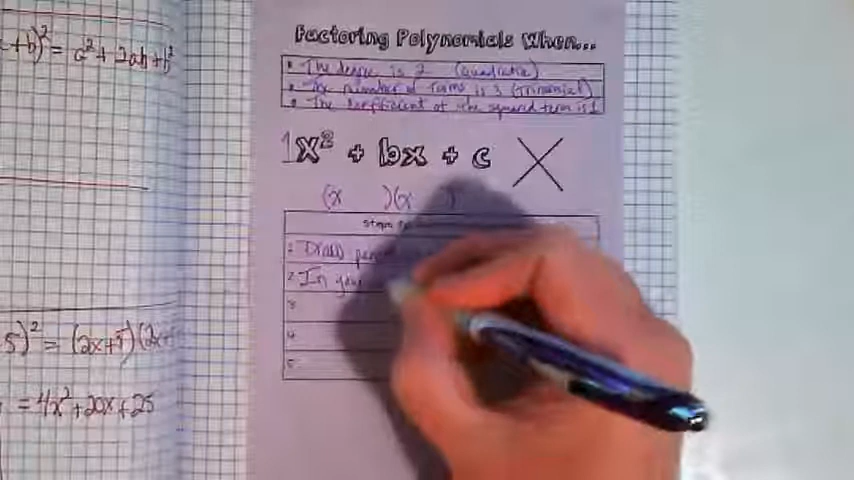 +b)² = a² + 2ab + b²
5)² = (2x+5)(2x+
= 4x² + 20x + 25
Factoring Polynomials When...
• The degree is 2 (quadratic)
• The number of terms is 3 (trinomial)
• The coefficient of the squared term is 1
1x² + bx + c
(x )(x )
Steps
1 Draw
2 In your
3
4
5